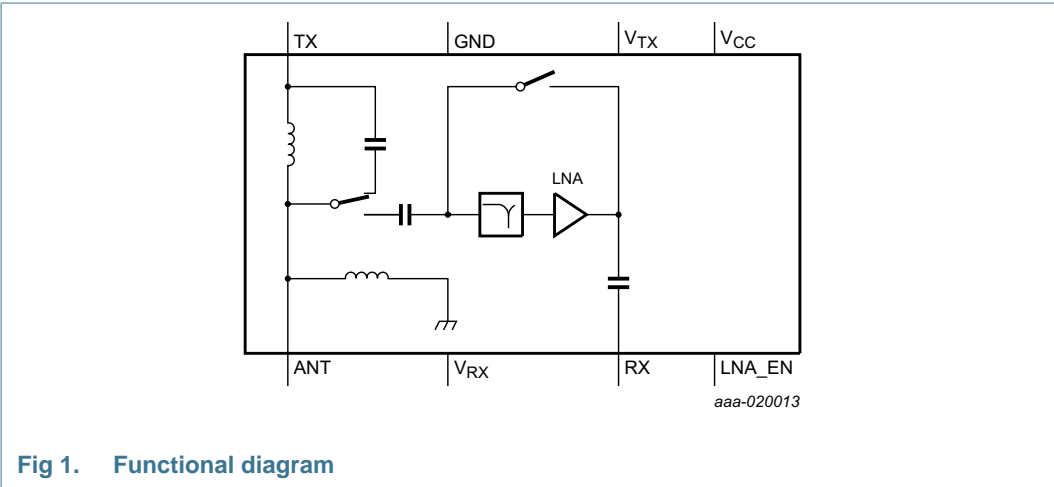 TX GND VTX VCC
LNA
ANT VRX RX LNA_EN
aaa-020013
Fig 1. Functional diagram